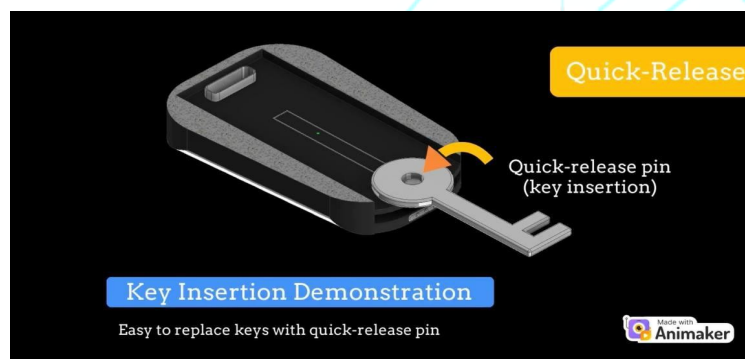 Quick-Release
Quick-release pin
(key insertion)
Key Insertion Demonstration
Easy to replace keys with quick-release pin
Made with
Animaker